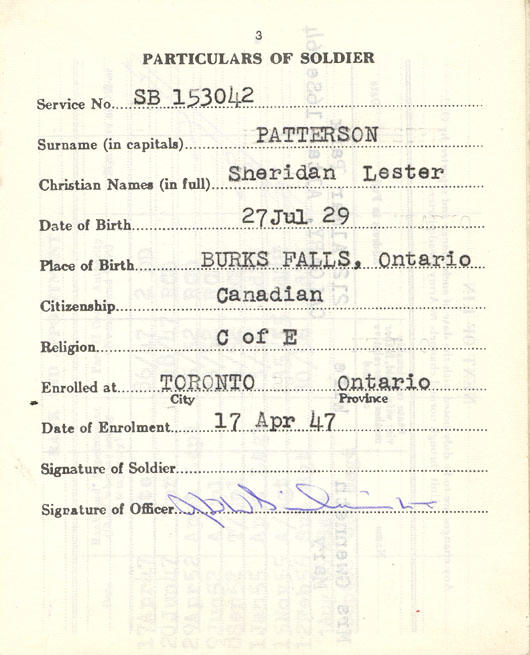 3
PARTICULARS OF SOLDIER
Service No. SB 153042
Surname (in capitals) PATTERSON
Christian Names (in full) Sheridan Lester
Date of Birth 27Jul 29
Place of Birth BURKS FALLS, Ontario
Citizenship Canadian
Religion C of E
Enrolled at TORONTO Ontario
City Province
Date of Enrolment 17 Apr 47
Signature of Soldier
Signature of Officer